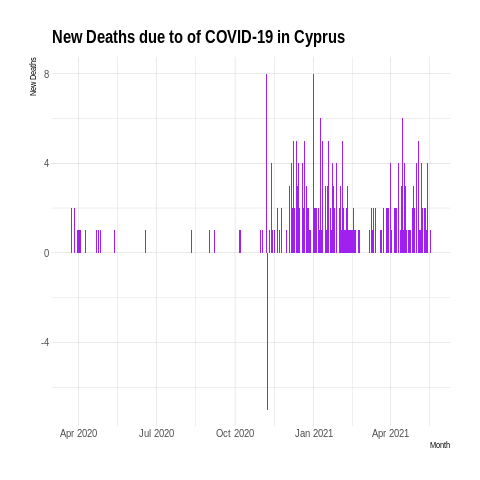 New Deaths due to of COVID-19 in Cyprus
New Deaths
8
4
0
-4
Apr 2020 Jul 2020 Oct 2020 Jan 2021 Apr 2021
Month